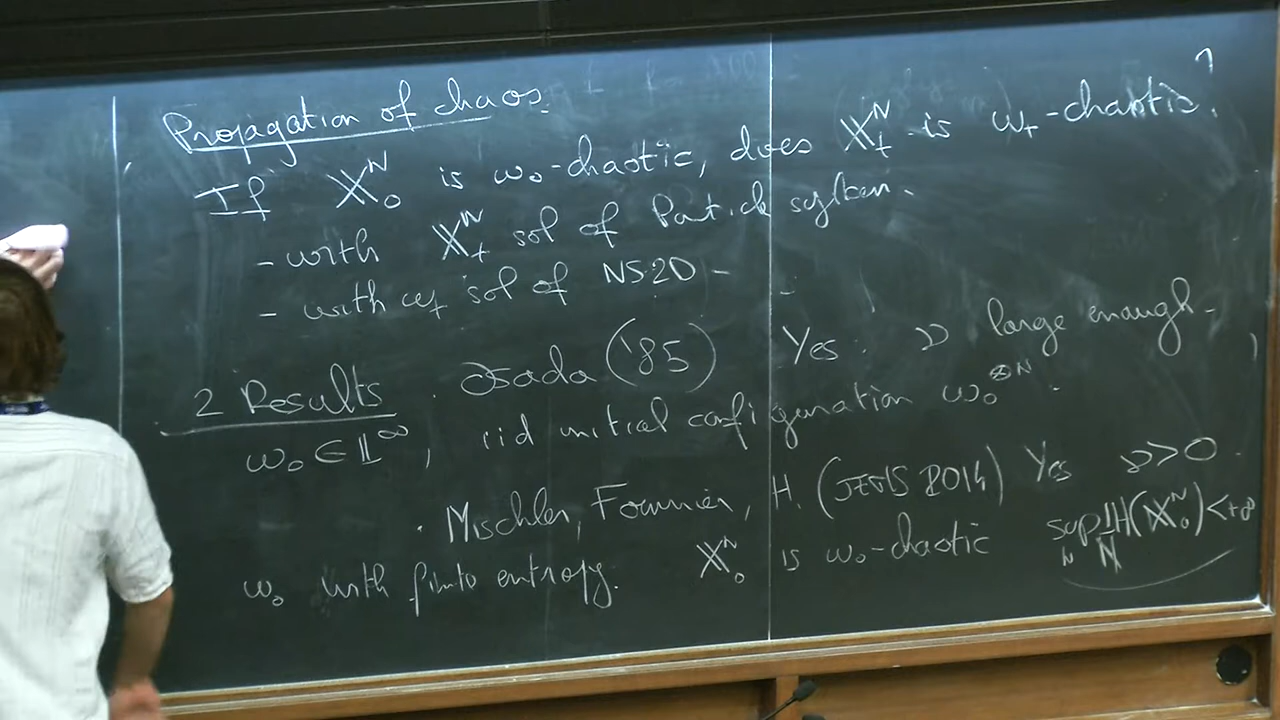 Propagation of chaos.
If 𝕏₀ᴺ is ω₀-chaotic, does 𝕏ₜᴺ is ωₜ-chaotic ?
- with 𝕏ₜᴺ sol of Particle system.
- with ωₜ sol of NS2D -
2 Results . Osada ('85) Yes. ν large enough -
ω₀ ∈ 𝕃^∞, iid initial configuration ω₀^{⊗N}.
. Mischler, Fournier, H. (JEMS 2014) Yes ν>0.
ω₀ with finite entropy. 𝕏₀ᴺ is ω₀-chaotic sup_N 1/N H(𝕏₀ᴺ) < +∞